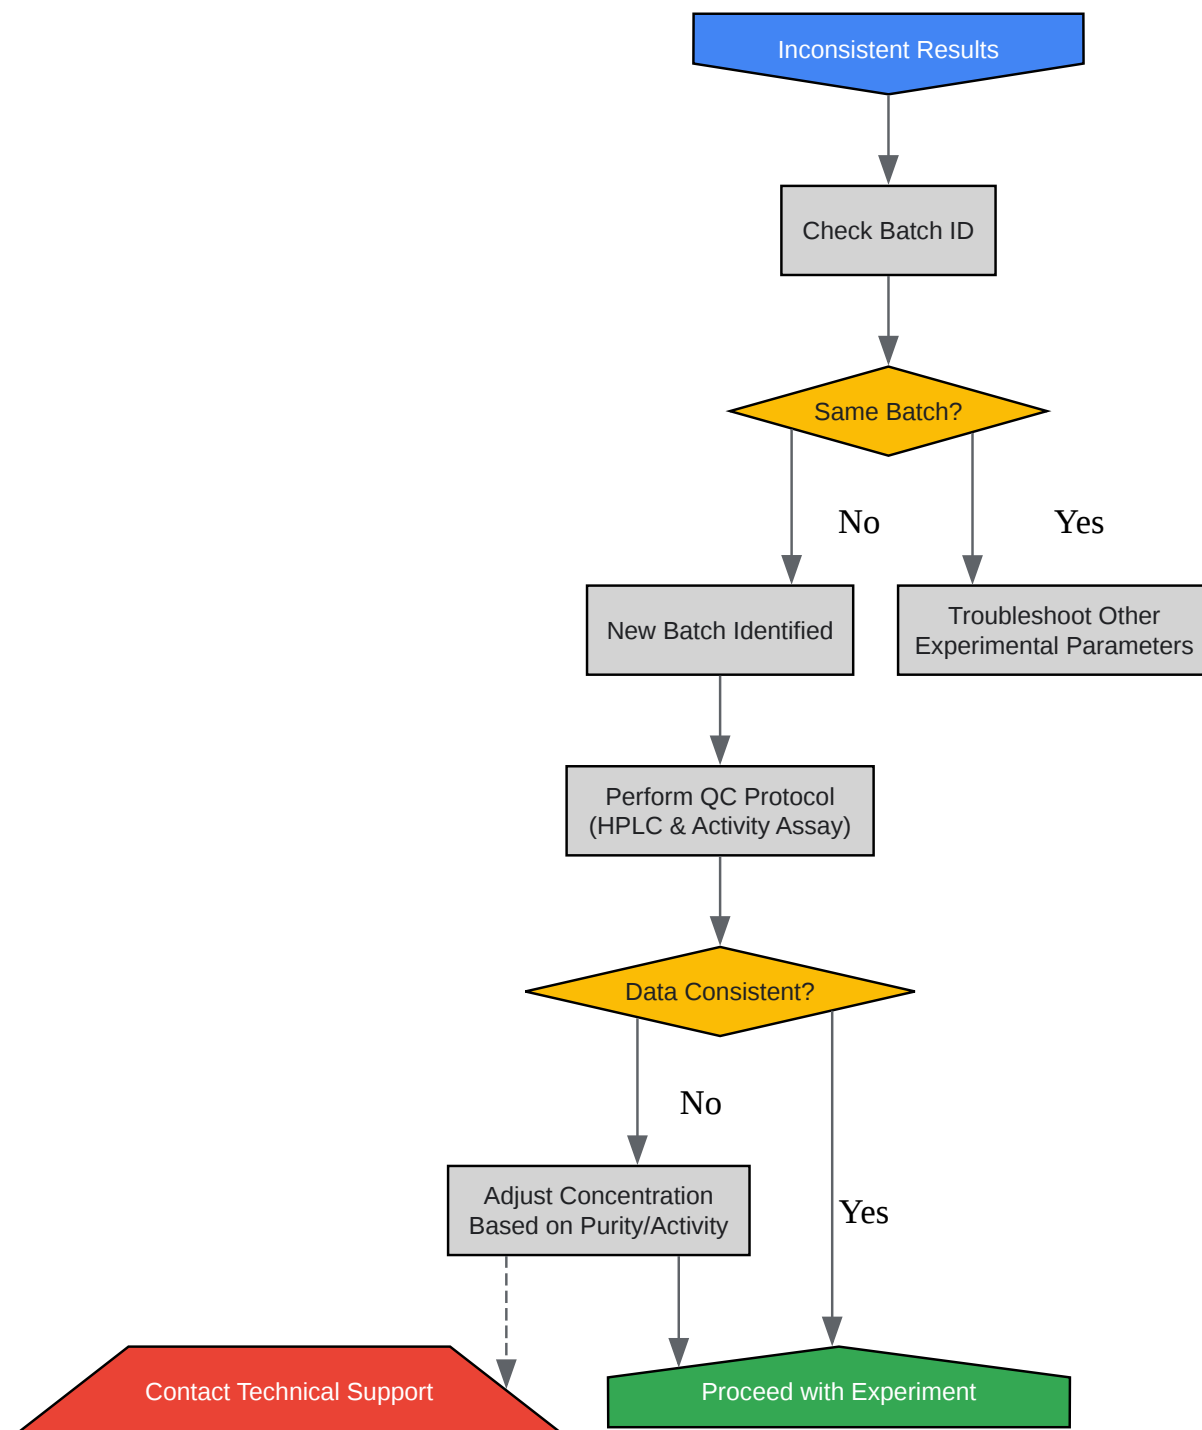 Inconsistent Results
Check Batch ID
Same Batch?
No
Yes
New Batch Identified
Troubleshoot Other
Experimental Parameters
Perform QC Protocol
(HPLC & Activity Assay)
Data Consistent?
No
Adjust Concentration
Based on Purity/Activity
Yes
Contact Technical Support
Proceed with Experiment